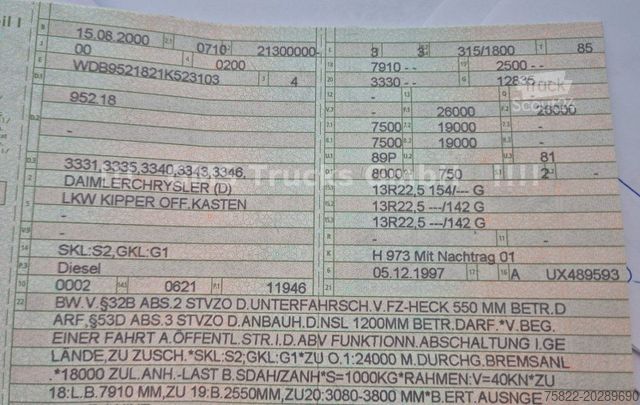 15.08.2000 0710 21300000-
00 0200
WDB9521821K523103 4
952.18
-
-
3331,3335,3340,3343,3346,
DAIMLERCHRYSLER (D)
LKW KIPPER OFF.KASTEN
-
SKL:S2,GKL:G1
Diesel
0002 0621 11946
3 3 315/1800 85
7910 - - 2500 - -
3330 - - 12835
- -
- 26000 26000
7500 19000 -
7500 19000 -
89P 81
8000 750 2 -
13R22,5 154/--- G
13R22,5 ---/142 G
13R22,5 ---/142 G
-
H 973 Mit Nachtrag 01
05.12.1997 A UX489593
BW.V.§32B ABS.2 STVZO D.UNTERFAHRSCH.V.FZ-HECK 550 MM BETR.D
ARF,§53D ABS.3 STVZO D.ANBAUH.D.NSL 1200MM BETR.DARF.*V.BEG.
EINER FAHRT A.ÖFFENTL.STR.I.D.ABV FUNKTIONN.ABSCHALTUNG I.GE
LÄNDE,ZU ZUSCH.*SKL:S2;GKL:G1*ZU O.1:24000 M.DURCHG.BREMSANL
.*18000 ZUL.ANH.-LAST B.SDAH/ZANH*S=1000KG*RAHMEN:V=40KN*ZU
18:L.B.7910 MM,ZU 19:B.2550MM,ZU20:3080-3800 MM*B.ERT.AUSNGE
Truck
Scout24
75822-20289690